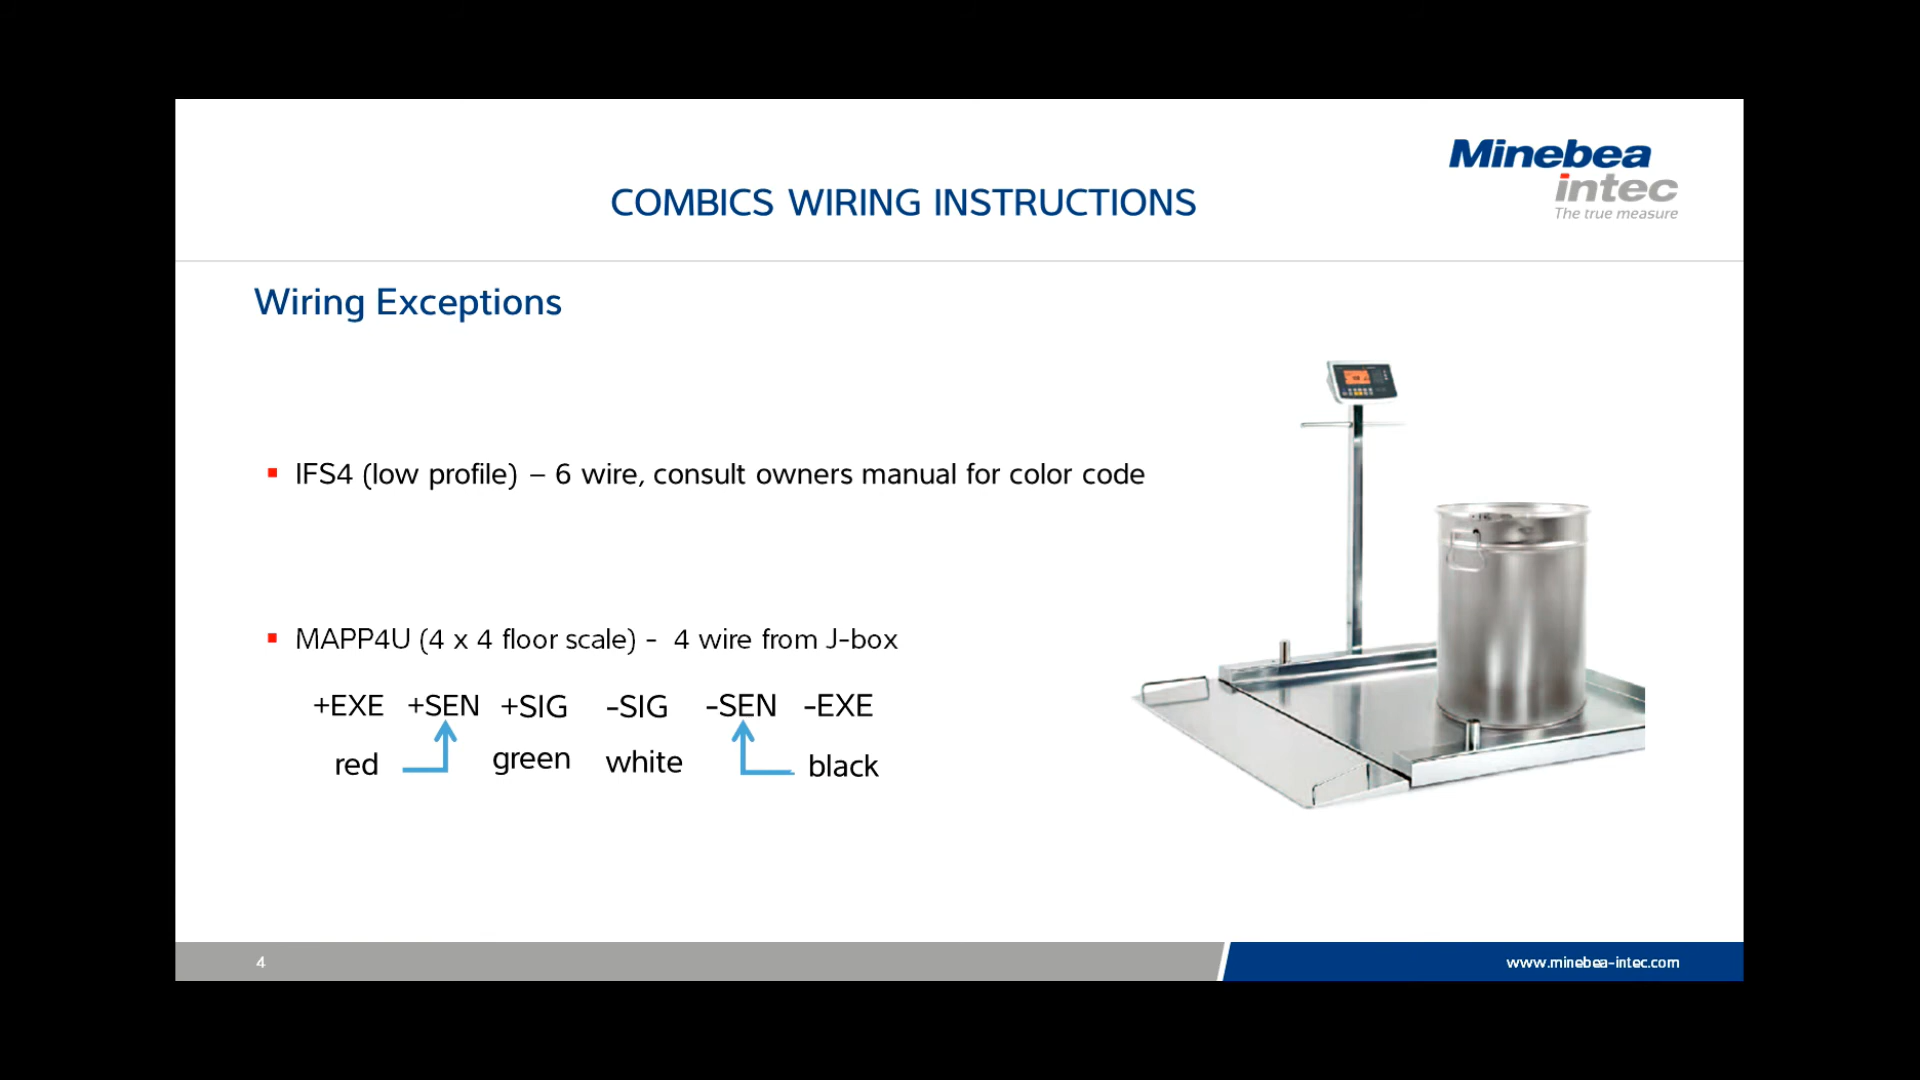 Minebea
intec
The true measure
COMBICS WIRING INSTRUCTIONS
Wiring Exceptions
IFS4 (low profile) – 6 wire, consult owners manual for color code
MAPP4U (4 x 4 floor scale) - 4 wire from J-box
+EXE +SEN +SIG -SIG -SEN -EXE
red green white black
4
www.minebea-intec.com